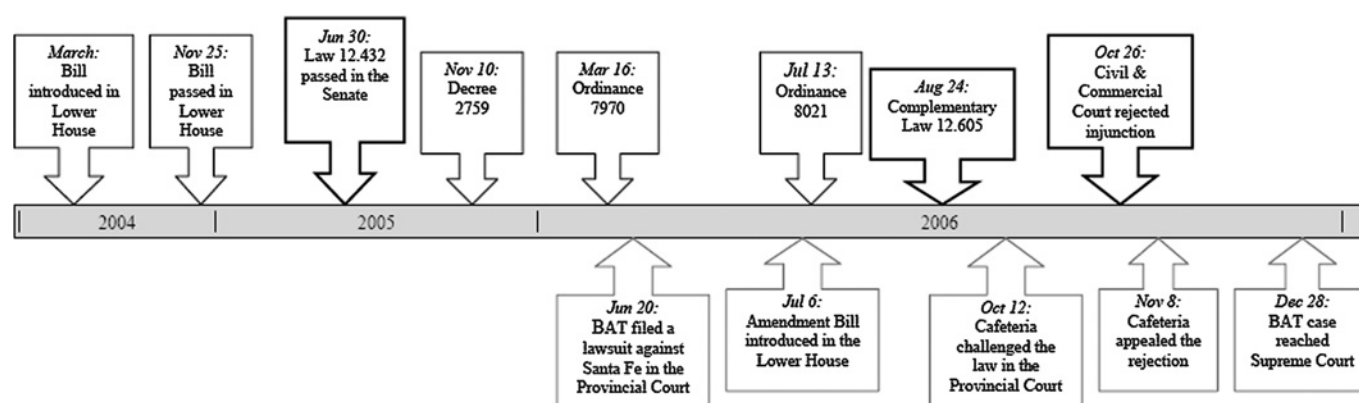 March:
Bill
introduced in
Lower
House
Nov 25:
Bill
passed in
Lower
House
Jun 30:
Law 12.432
passed in the
Senate
Nov 10:
Decree
2759
Mar 16:
Ordinance
7970
Jul 13:
Ordinance
8021
Aug 24:
Complementary
Law 12.605
Oct 26:
Civil &
Commercial
Court rejected
injunction
2004
2005
2006
Jun 20:
BAT filed a
lawsuit against
Santa Fe in the
Provincial Court
Jul 6:
Amendment Bill
introduced in the
Lower House
Oct 12:
Cafeteria
challenged the
law in the
Provincial Court
Nov 8:
Cafeteria
appealed the
rejection
Dec 28:
BAT case
reached
Supreme Court